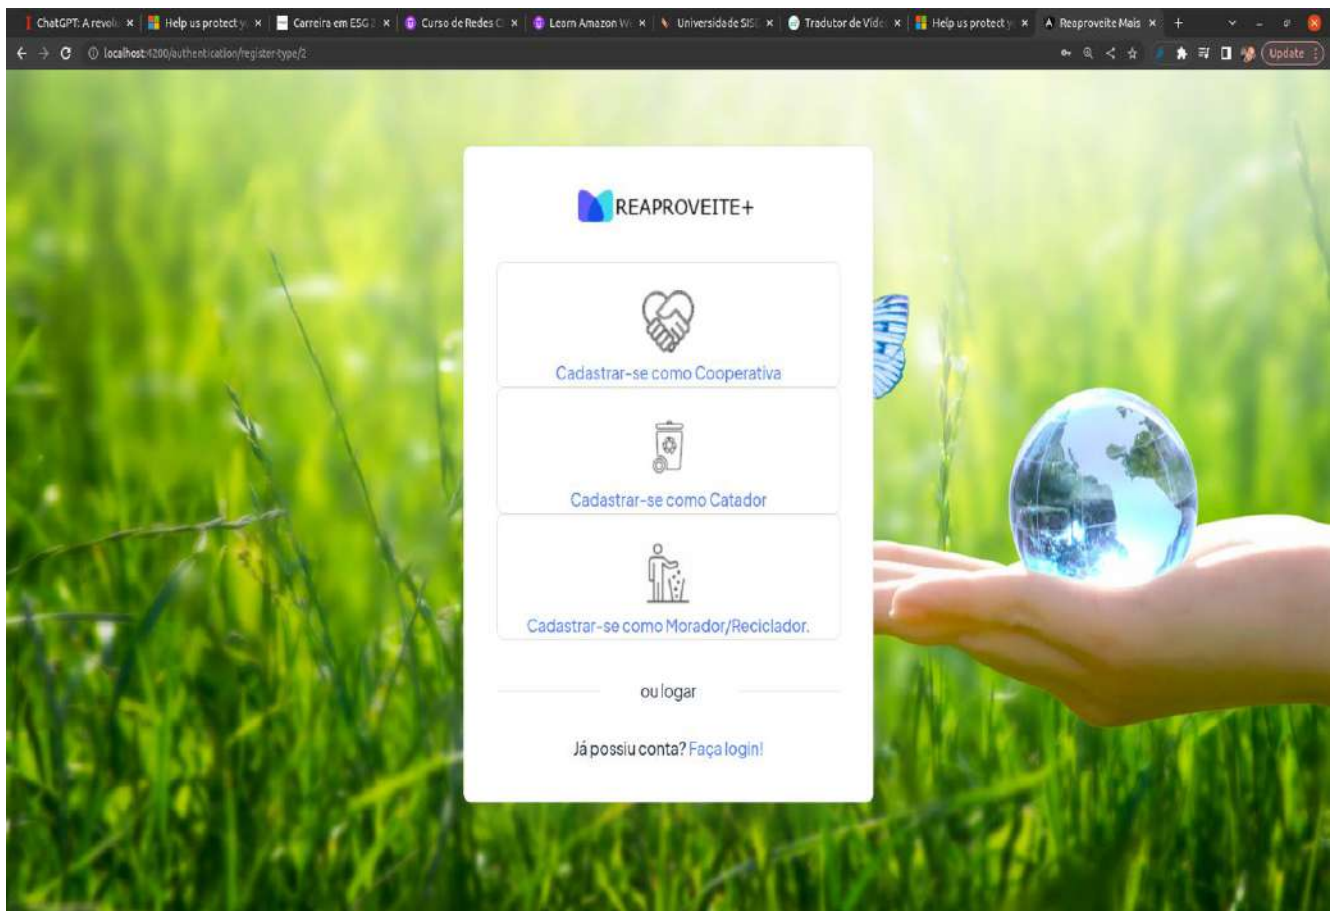 ChatGPT: A revolu
Help us protect y
Carreira em ESG 2
Curso de Redes C
Learn Amazon W
Universidade SIS
Tradutor de Víde
Help us protect y
Reaproveite Mais
localhost:4200/authentication/register-type/2
Update
REAPROVEITE+
Cadastrar-se como Cooperativa
Cadastrar-se como Catador
Cadastrar-se como Morador/Reciclador.
ou logar
Já possiu conta? Faça login!